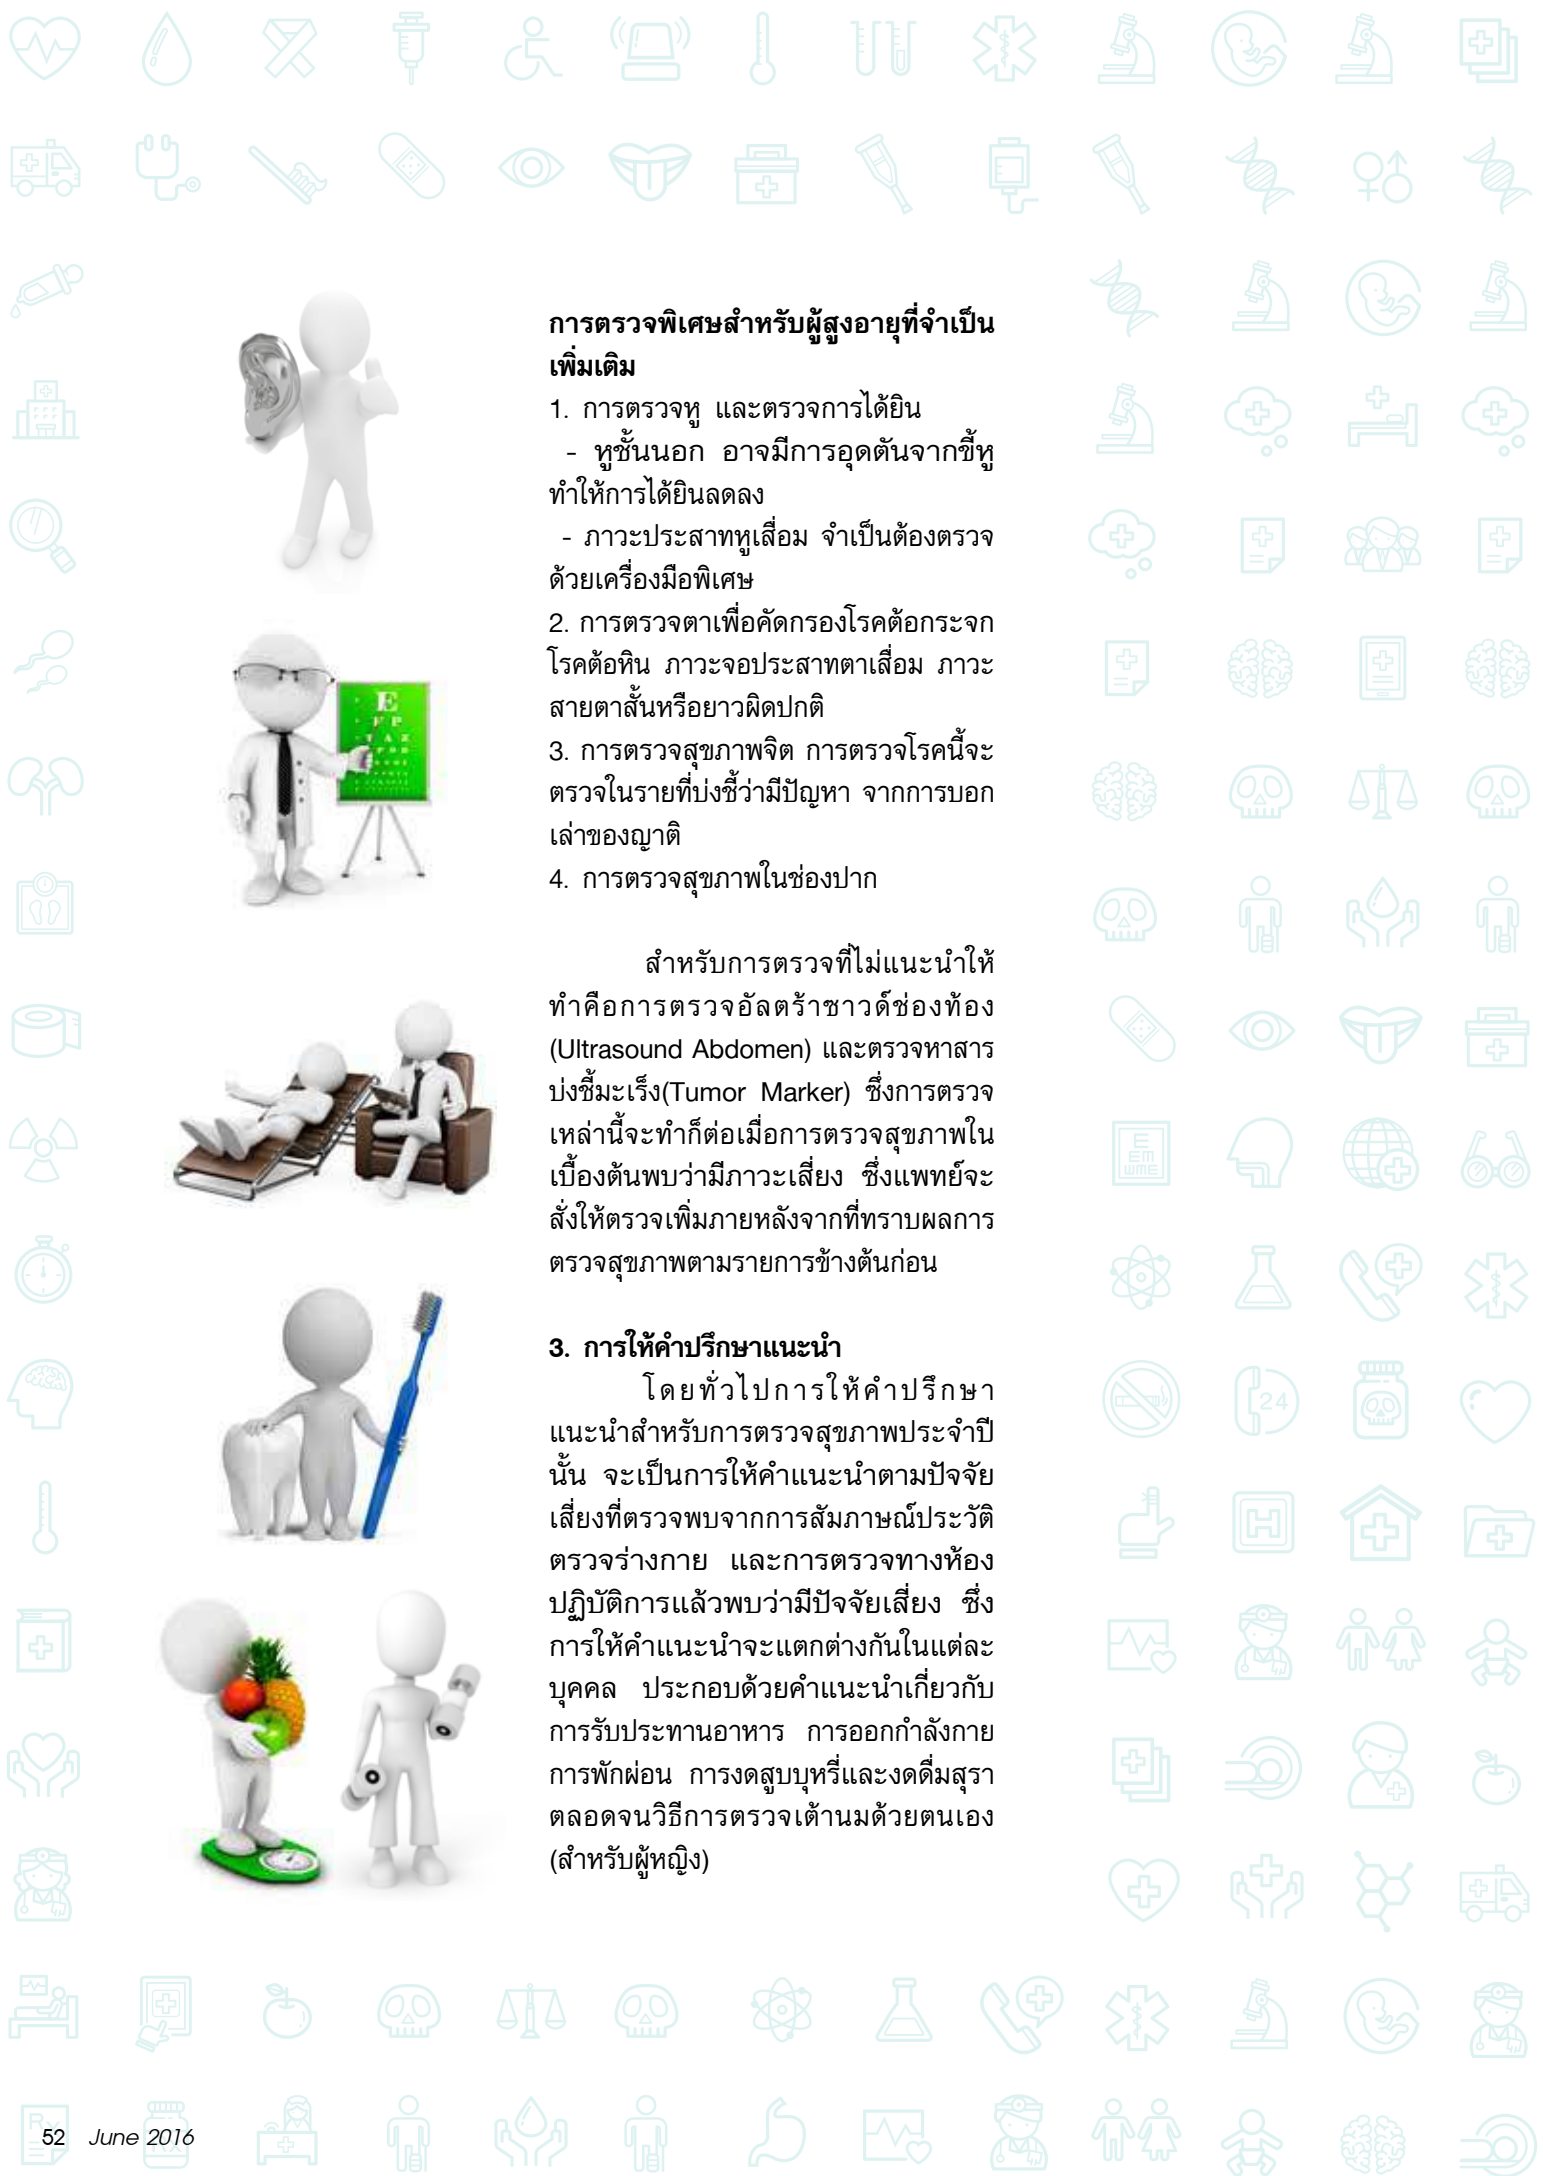 การตรวจพิเศษสำหรับผู้สูงอายุที่จำเป็น
เพิ่มเติม
1. การตรวจหู และตรวจการได้ยิน
- หูชั้นนอก อาจมีการอุดตันจากขี้หู
ทำให้การได้ยินลดลง
- ภาวะประสาทหูเสื่อม จำเป็นต้องตรวจ
ด้วยเครื่องมือพิเศษ
2. การตรวจตาเพื่อคัดกรองโรคต้อกระจก
โรคต้อหิน ภาวะจอประสาทตาเสื่อม ภาวะ
สายตาสั้นหรือยาวผิดปกติ
3. การตรวจสุขภาพจิต การตรวจโรคนี้จะ
ตรวจในรายที่บ่งชี้ว่ามีปัญหา จากการบอก
เล่าของญาติ
4. การตรวจสุขภาพในช่องปาก
สำหรับการตรวจที่ไม่แนะนำให้
ทำคือการตรวจอัลตร้าซาวด์ช่องท้อง
(Ultrasound Abdomen) และตรวจหาสาร
บ่งชี้มะเร็ง(Tumor Marker) ซึ่งการตรวจ
เหล่านี้จะทำก็ต่อเมื่อการตรวจสุขภาพใน
เบื้องต้นพบว่ามีภาวะเสี่ยง ซึ่งแพทย์จะ
สั่งให้ตรวจเพิ่มภายหลังจากที่ทราบผลการ
ตรวจสุขภาพตามรายการข้างต้นก่อน
3. การให้คำปรึกษาแนะนำ
โดยทั่วไปการให้คำปรึกษา
แนะนำสำหรับการตรวจสุขภาพประจำปี
นั้น จะเป็นการให้คำแนะนำตามปัจจัย
เสี่ยงที่ตรวจพบจากการสัมภาษณ์ประวัติ
ตรวจร่างกาย และการตรวจทางห้อง
ปฏิบัติการแล้วพบว่ามีปัจจัยเสี่ยง ซึ่ง
การให้คำแนะนำจะแตกต่างกันในแต่ละ
บุคคล ประกอบด้วยคำแนะนำเกี่ยวกับ
การรับประทานอาหาร การออกกำลังกาย
การพักผ่อน การงดสูบบุหรี่และงดดื่มสุรา
ตลอดจนวิธีการตรวจเต้านมด้วยตนเอง
(สำหรับผู้หญิง)
E
F P
E
EM
WME
24
H
52 June 2016